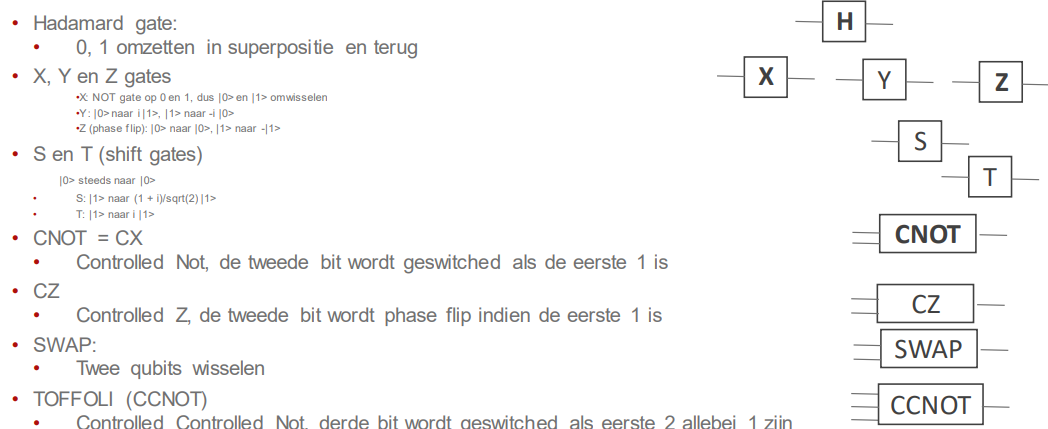 • Hadamard gate:
• 0, 1 omzetten in superpositie en terug
• X, Y en Z gates
•X: NOT gate op 0 en 1, dus |0> en |1> omwisselen
•Y: |0> naar i |1>, |1> naar -i |0>
•Z (phase flip): |0> naar |0>, |1> naar -|1>
• S en T (shift gates)
|0> steeds naar |0>
• S: |1> naar (1 + i)/sqrt(2) |1>
• T: |1> naar i |1>
• CNOT = CX
• Controlled Not, de tweede bit wordt geswitched als de eerste 1 is
• CZ
• Controlled Z, de tweede bit wordt phase flip indien de eerste 1 is
• SWAP:
• Twee qubits wisselen
• TOFFOLI (CCNOT)
• Controlled Controlled Not, derde bit wordt geswitched als eerste 2 allebei 1 zijn
H
X
Y
Z
S
T
CNOT
CZ
SWAP
CCNOT